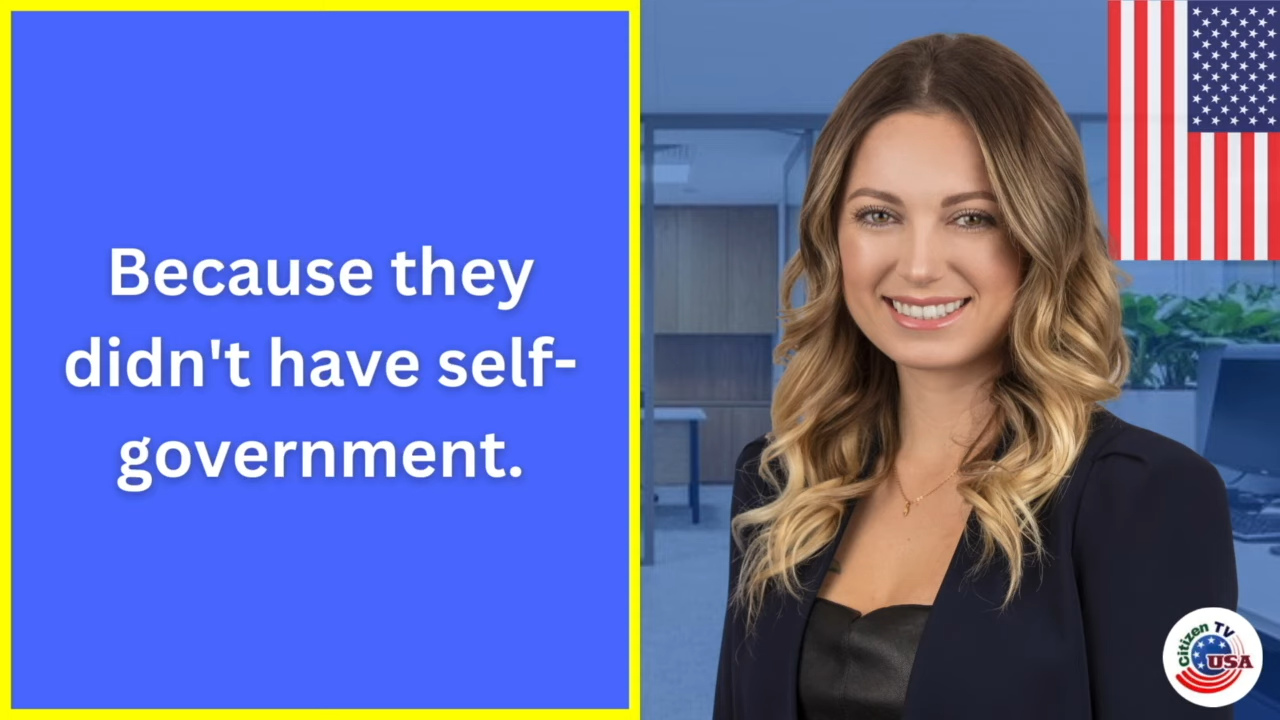 Because they
didn't have self-
government.
Citizen TV
USA